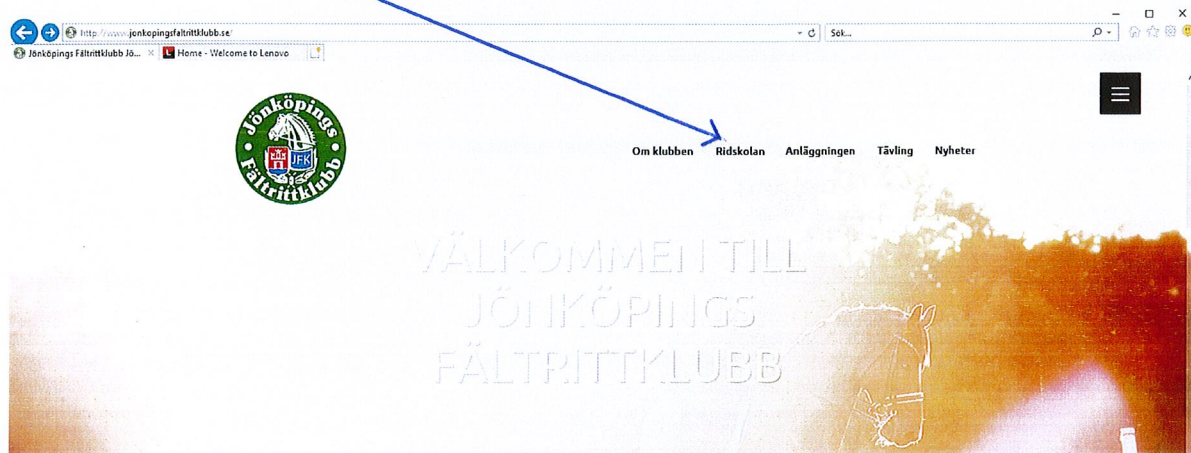 http://www.jonkopingsfaltrittklubb.se/
Sök...
Jönköpings Fältrittklubb Jö...
Home - Welcome to Lenovo
Jönköpings
JFK
Fältrittklubb
Om klubben Ridskolan Anläggningen Tävling Nyheter
VÄLKOMMEN TILL
JÖNKÖPINGS
FÄLTRITTKLUBB